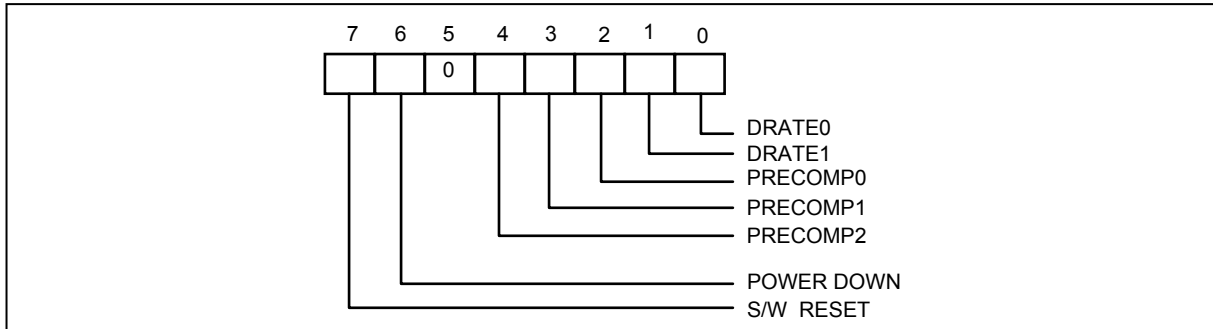 7 6 5 4 3 2 1 0
0
DRATE0
DRATE1
PRECOMP0
PRECOMP1
PRECOMP2
POWER DOWN
S/W RESET